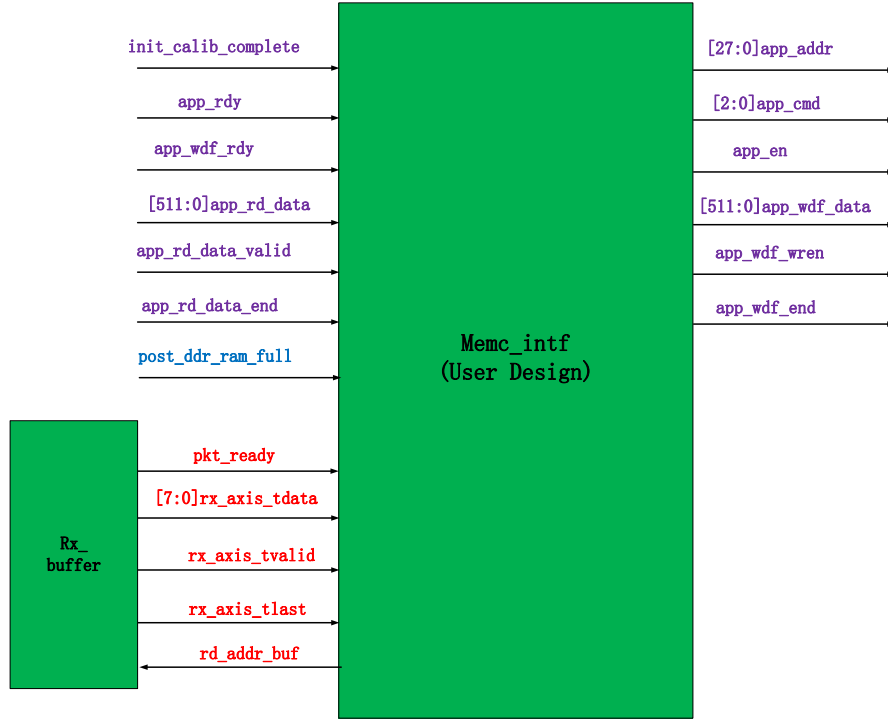 init_calib_complete
app_rdy
app_wdf_rdy
[511:0]app_rd_data
app_rd_data_valid
app_rd_data_end
post_ddr_ram_full
pkt_ready
[7:0]rx_axis_tdata
rx_axis_tvalid
rx_axis_tlast
rd_addr_buf
Rx_
buffer
Memc_intf
(User Design)
[27:0]app_addr
[2:0]app_cmd
app_en
[511:0]app_wdf_data
app_wdf_wren
app_wdf_end